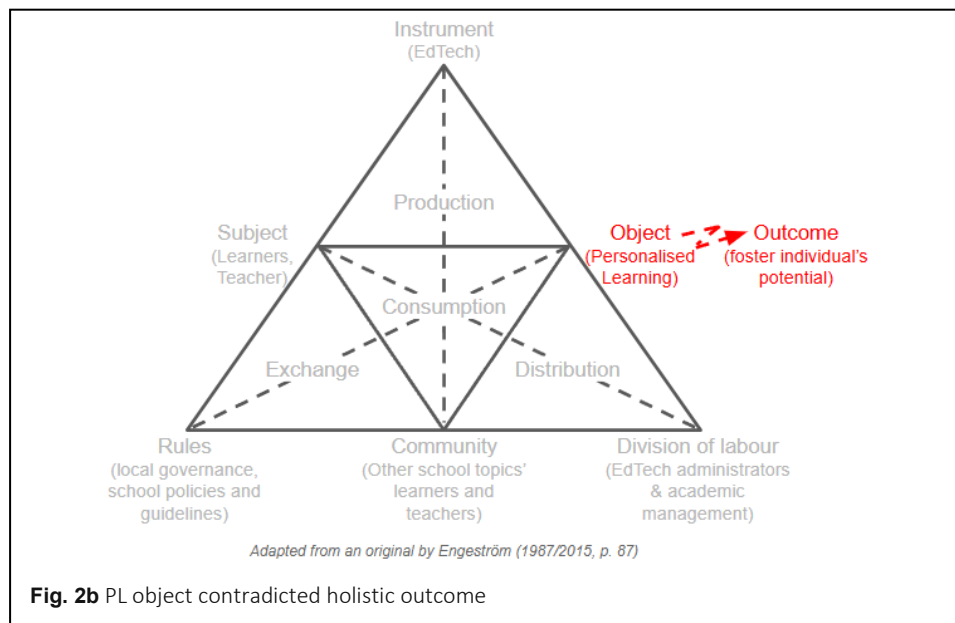 Instrument
(EdTech)
Production
Subject
(Learners,
Teacher)
Object
(Personalised
Learning)
Outcome
(foster individual's
potential)
Consumption
Exchange
Distribution
Rules
(local governance,
school policies and
guidelines)
Community
(Other school topics'
learners and
teachers)
Division of labour
(EdTech administrators
& academic
management)
Adapted from an original by Engeström (1987/2015, p. 87)
Fig. 2b PL object contradicted holistic outcome